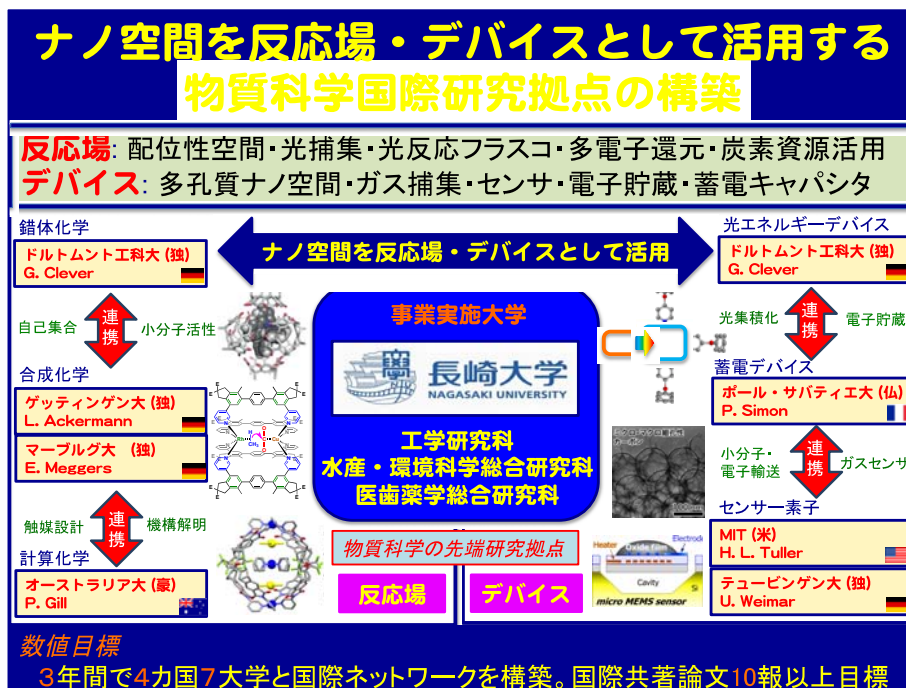 ナノ空間を反応場・デバイスとして活用する
物質科学国際研究拠点の構築
反応場: 配位性空間・光捕集・光反応フラスコ・多電子還元・炭素資源活用
デバイス: 多孔質ナノ空間・ガス捕集・センサ・電子貯蔵・蓄電キャパシタ
ナノ空間を反応場・デバイスとして活用
錯体化学
ドルトムント工科大 (独)
G. Clever
自己集合
連携
小分子活性
合成化学
ゲッティンゲン大 (独)
L. Ackermann
マーブルグ大 (独)
E. Meggers
触媒設計
連携
機構解明
計算化学
オーストラリア大 (豪)
P. Gill
事業実施大学
長崎大学
NAGASAKI UNIVERSITY
工学研究科
水産・環境科学総合研究科
医歯薬学総合研究科
物質科学の先端研究拠点
反応場
デバイス
光エネルギーデバイス
ドルトムント工科大 (独)
G. Clever
光集積化
連携
電子貯蔵
蓄電デバイス
ポール・サバティエ大 (仏)
P. Simon
小分子・
電子輸送
連携
ガスセンサ
センサー素子
MIT (米)
H. L. Tuller
テュービンゲン大 (独)
U. Weimar
Heater
Oxide film
Electrode
Cavity
Si
micro MEMS sensor
数値目標
3年間で4カ国7大学と国際ネットワークを構築。国際共著論文10報以上目標